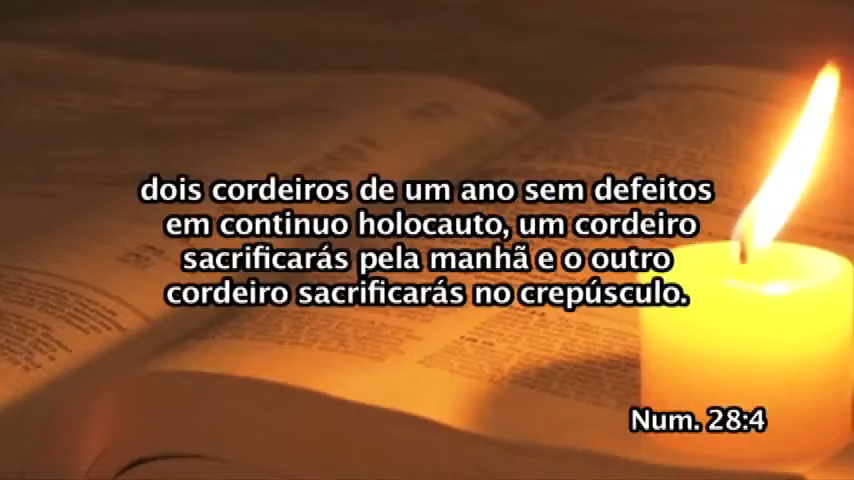 dois cordeiros de um ano sem defeitos
em continuo holocauto, um cordeiro
sacrificarás pela manhã e o outro
cordeiro sacrificarás no crepúsculo.
Num. 28:4